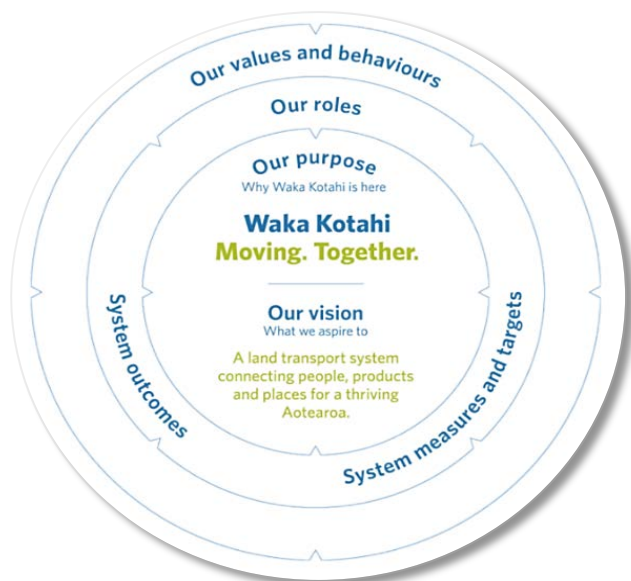 Our values and behaviours
Our roles
Our purpose
Why Waka Kotahi is here
Waka Kotahi
Moving. Together.
Our vision
What we aspire to
A land transport system
connecting people, products
and places for a thriving
Aotearoa.
System outcomes
System measures and targets